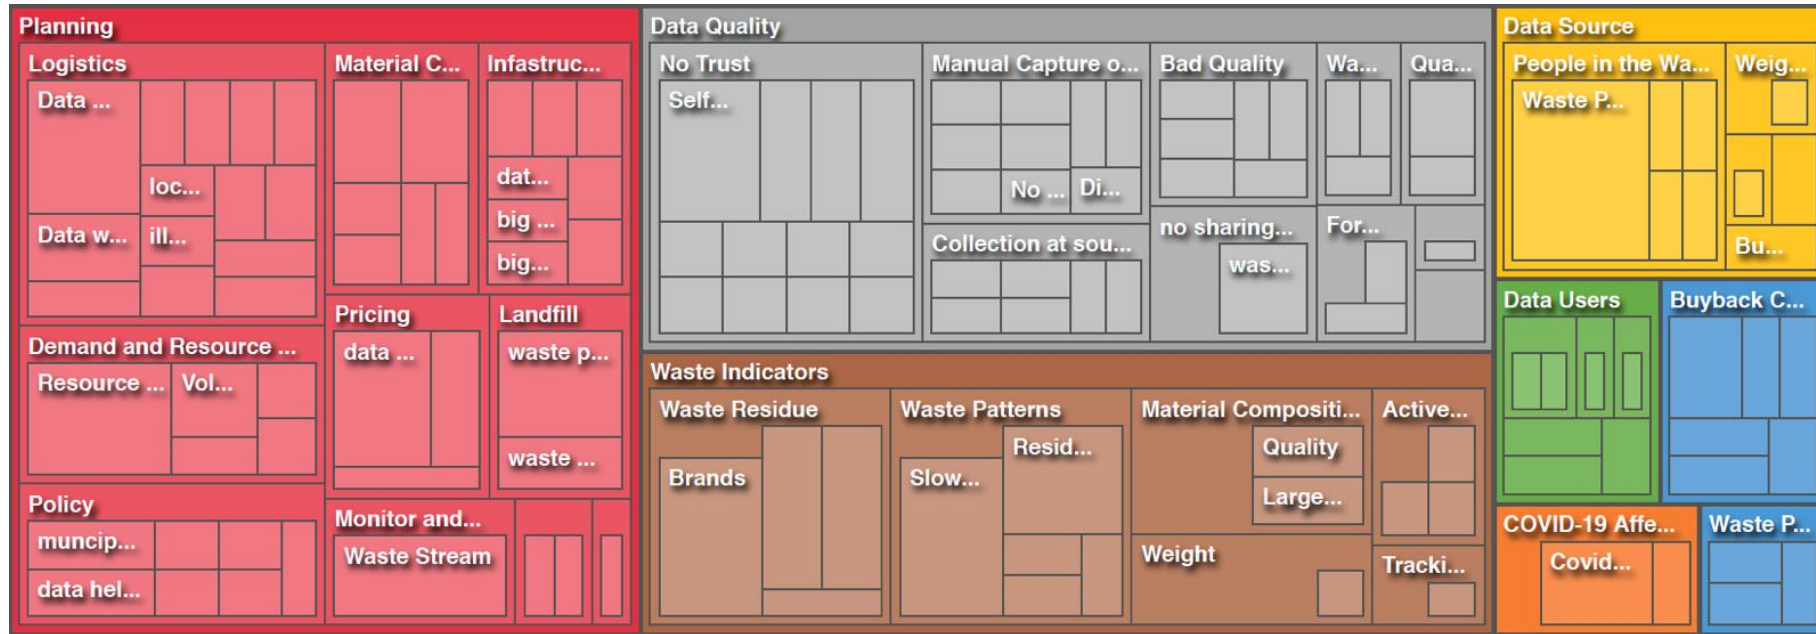 Planning
Logistics
Data ...
loc...
Data w...
ill...
Demand and Resource ...
Resource ...
Vol...
Policy
muncip...
data hel...
Material C...
Infastruc...
dat...
big ...
big...
Pricing
data ...
Landfill
waste p...
waste ...
Monitor and...
Waste Stream
Data Quality
No Trust
Self...
Manual Capture o...
No ...
Di...
Collection at sou...
Bad Quality
no sharing...
was...
Wa...
Qua...
For...
Waste Indicators
Waste Residue
Brands
Waste Patterns
Resid...
Slow...
Material Compositi...
Quality
Large...
Weight
Active...
Tracki...
Data Source
People in the Wa...
Waste P...
Weig...
Bu...
Data Users
Buyback C...
COVID-19 Affe...
Covid...
Waste P...